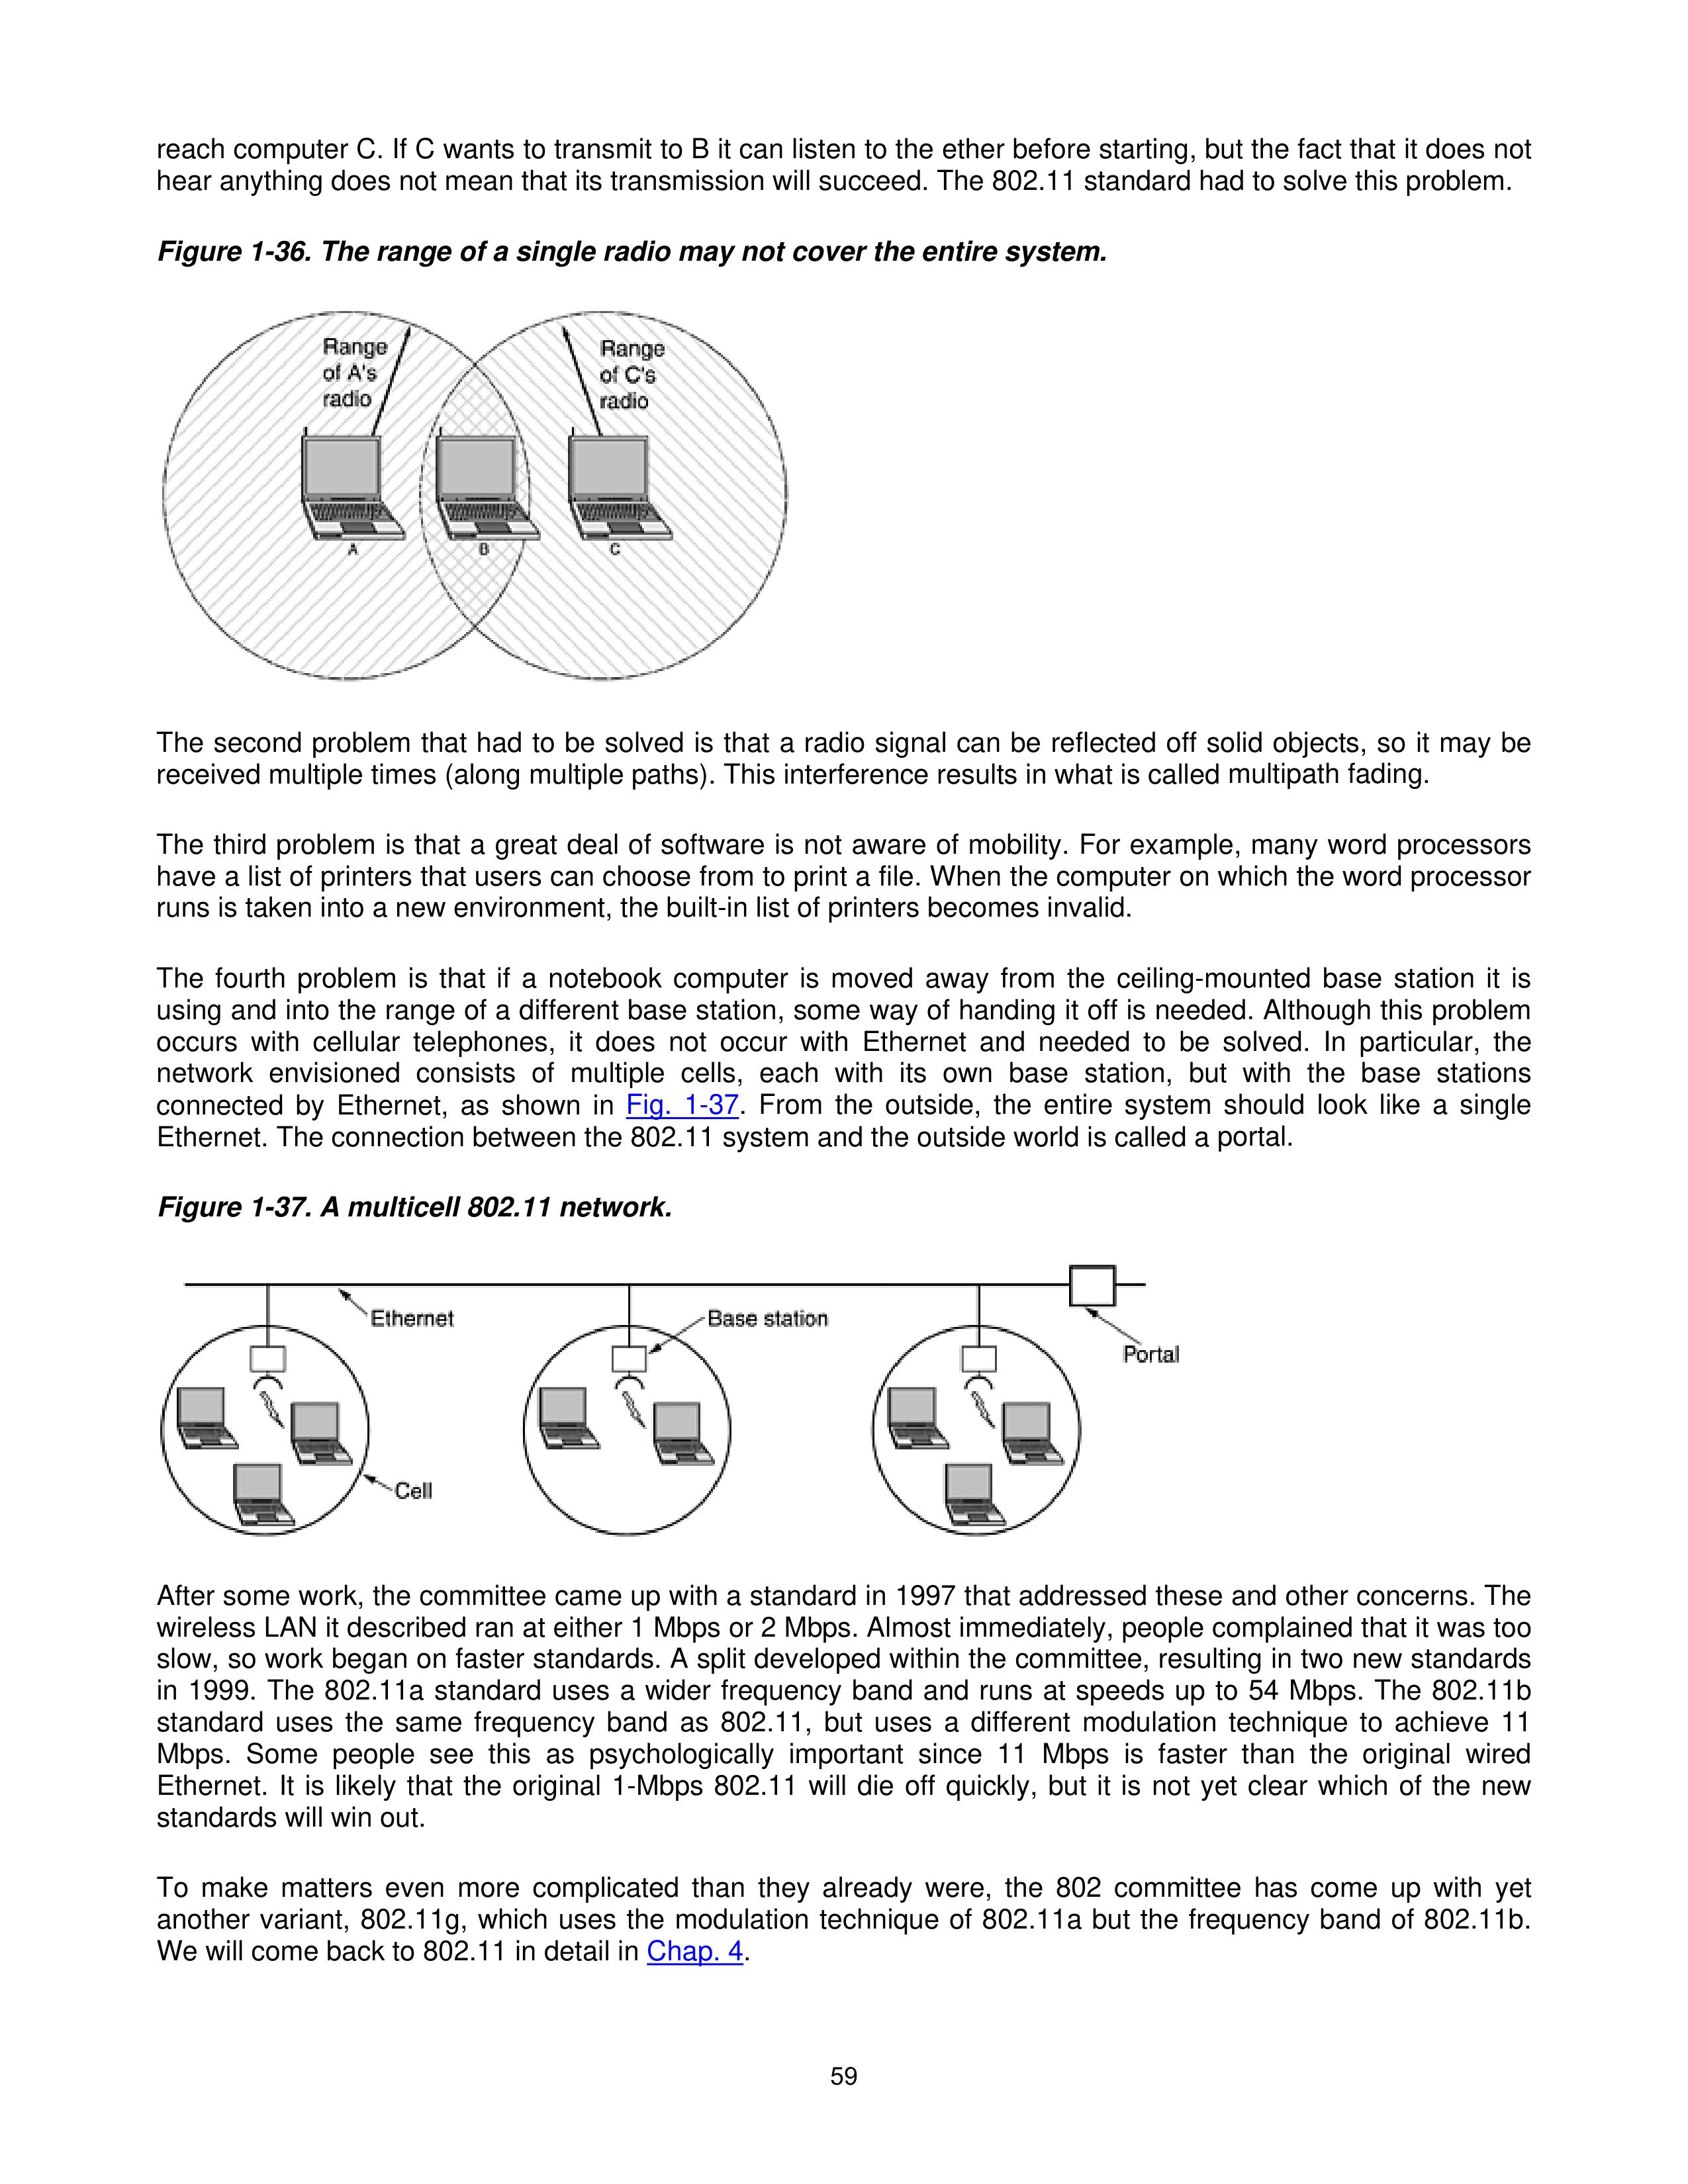 reach computer C. If C wants to transmit to B it can listen to the ether before starting, but the fact that it does not
hear anything does not mean that its transmission will succeed. The 802.11 standard had to solve this problem.
Figure 1-36. The range of a single radio may not cover the entire system.
Range
of A's
radio
Range
of C's
radio
A
B
C
The second problem that had to be solved is that a radio signal can be reflected off solid objects, so it may be
received multiple times (along multiple paths). This interference results in what is called multipath fading.
The third problem is that a great deal of software is not aware of mobility. For example, many word processors
have a list of printers that users can choose from to print a file. When the computer on which the word processor
runs is taken into a new environment, the built-in list of printers becomes invalid.
The fourth problem is that if a notebook computer is moved away from the ceiling-mounted base station it is
using and into the range of a different base station, some way of handing it off is needed. Although this problem
occurs with cellular telephones, it does not occur with Ethernet and needed to be solved. In particular, the
network envisioned consists of multiple cells, each with its own base station, but with the base stations
connected by Ethernet, as shown in Fig. 1-37. From the outside, the entire system should look like a single
Ethernet. The connection between the 802.11 system and the outside world is called a portal.
Figure 1-37. A multicell 802.11 network.
Ethernet
Base station
Portal
Cell
After some work, the committee came up with a standard in 1997 that addressed these and other concerns. The
wireless LAN it described ran at either 1 Mbps or 2 Mbps. Almost immediately, people complained that it was too
slow, so work began on faster standards. A split developed within the committee, resulting in two new standards
in 1999. The 802.11a standard uses a wider frequency band and runs at speeds up to 54 Mbps. The 802.11b
standard uses the same frequency band as 802.11, but uses a different modulation technique to achieve 11
Mbps. Some people see this as psychologically important since 11 Mbps is faster than the original wired
Ethernet. It is likely that the original 1-Mbps 802.11 will die off quickly, but it is not yet clear which of the new
standards will win out.
To make matters even more complicated than they already were, the 802 committee has come up with yet
another variant, 802.11g, which uses the modulation technique of 802.11a but the frequency band of 802.11b.
We will come back to 802.11 in detail in Chap. 4.
59